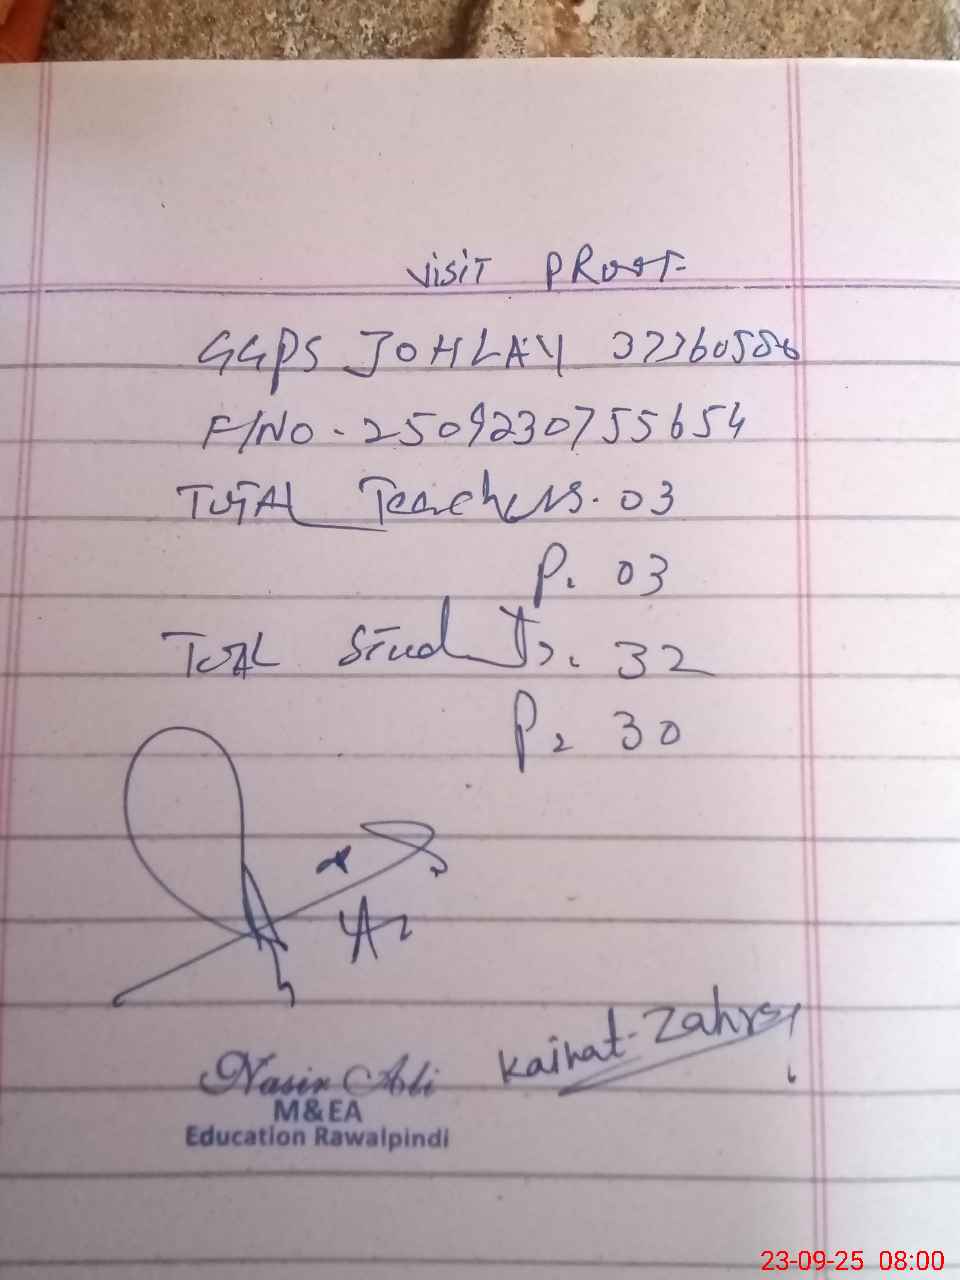 VISIT PROOF
GGPS JOHLAY 37360586
F/NO - 2509230755654
TOTAL Teachers. 03
P. 03
TOTAL Students. 32
P. 30
Kainat Zahra
Nasir Ali
M&EA
Education Rawalpindi
23-09-25 08:00